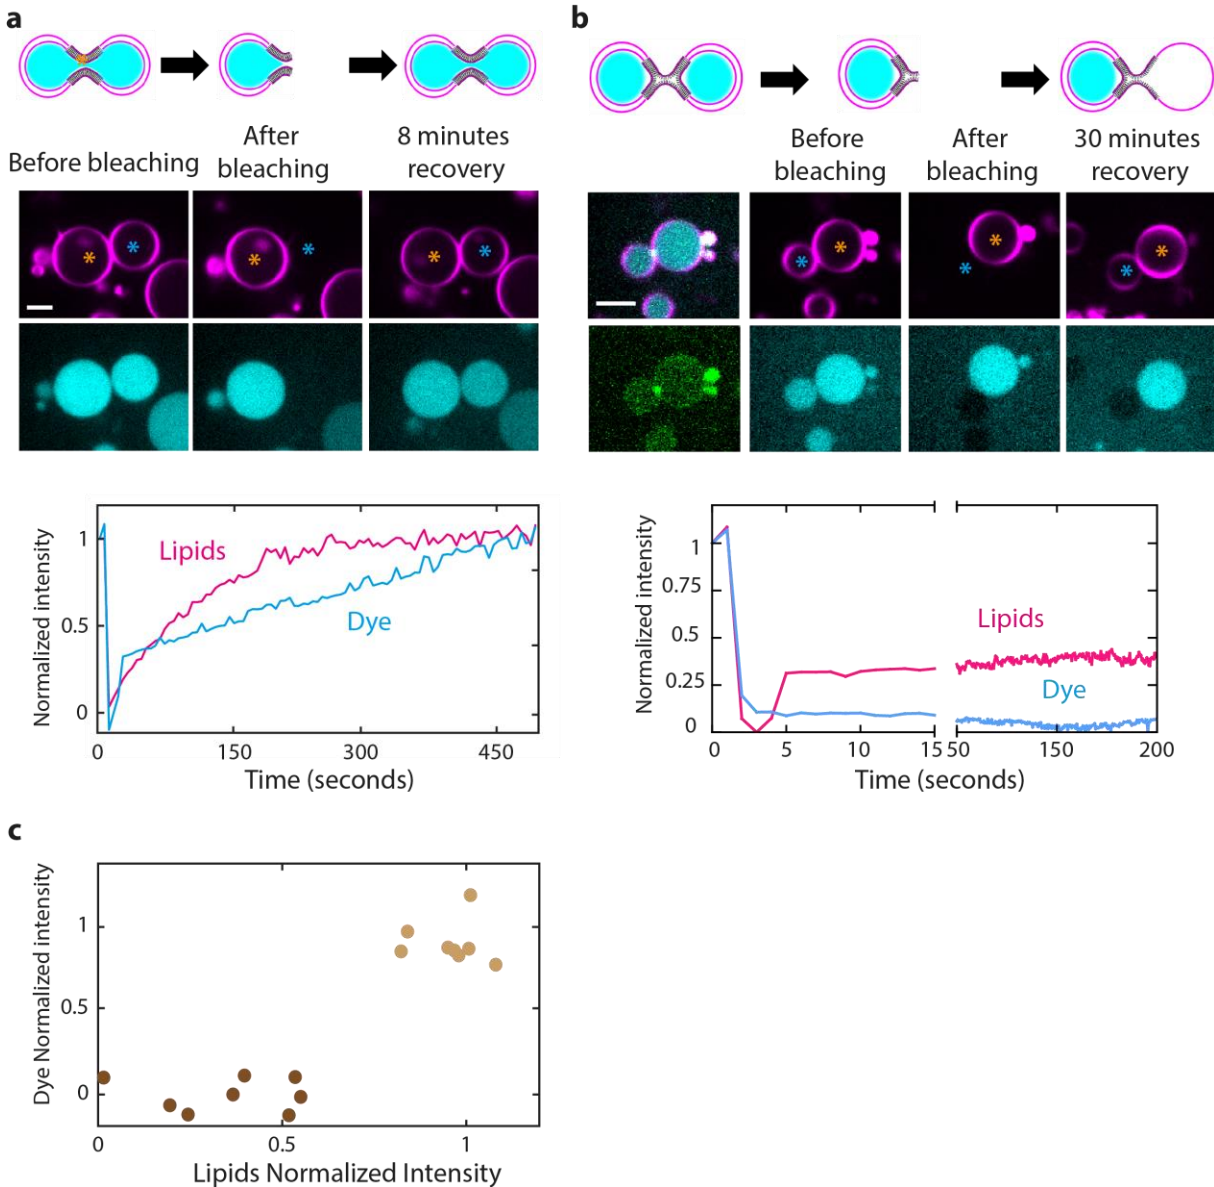 a
Before bleaching
After
bleaching
8 minutes
recovery
*
*
*
*
*
*
Normalized intensity
1
0.5
0
Lipids
Dye
0
150
300
450
Time (seconds)
b
Before
bleaching
After
bleaching
30 minutes
recovery
*
*
*
*
*
*
Normalized intensity
1
0.75
0.5
0.25
0
Lipids
Dye
0
5
10
15
50
150
200
Time (seconds)
c
Dye Normalized intensity
1
0.5
0
0
0.5
1
Lipids Normalized Intensity